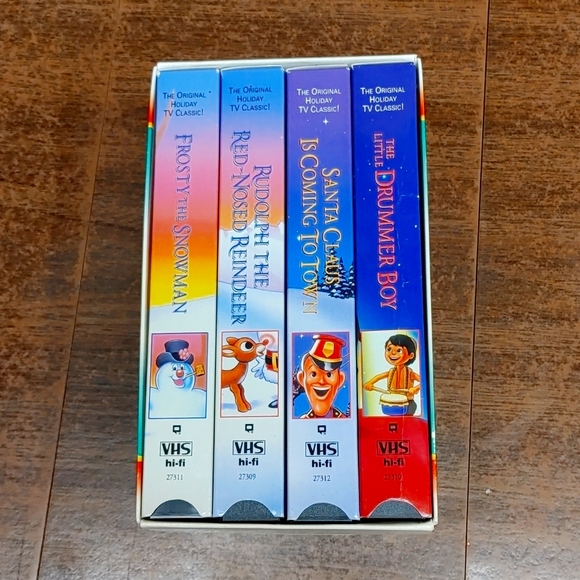 The Original
Holiday
TV Classic!
Frosty the Snowman
VHS
hi-fi
27311
The Original
Holiday
TV Classic!
Rudolph the
Red-Nosed Reindeer
VHS
hi-fi
27309
The Original
Holiday
TV Classic!
Santa Claus
Is Coming To Town
VHS
hi-fi
27312
The Original
Holiday
TV Classic!
The
Little Drummer Boy
VHS
hi-fi